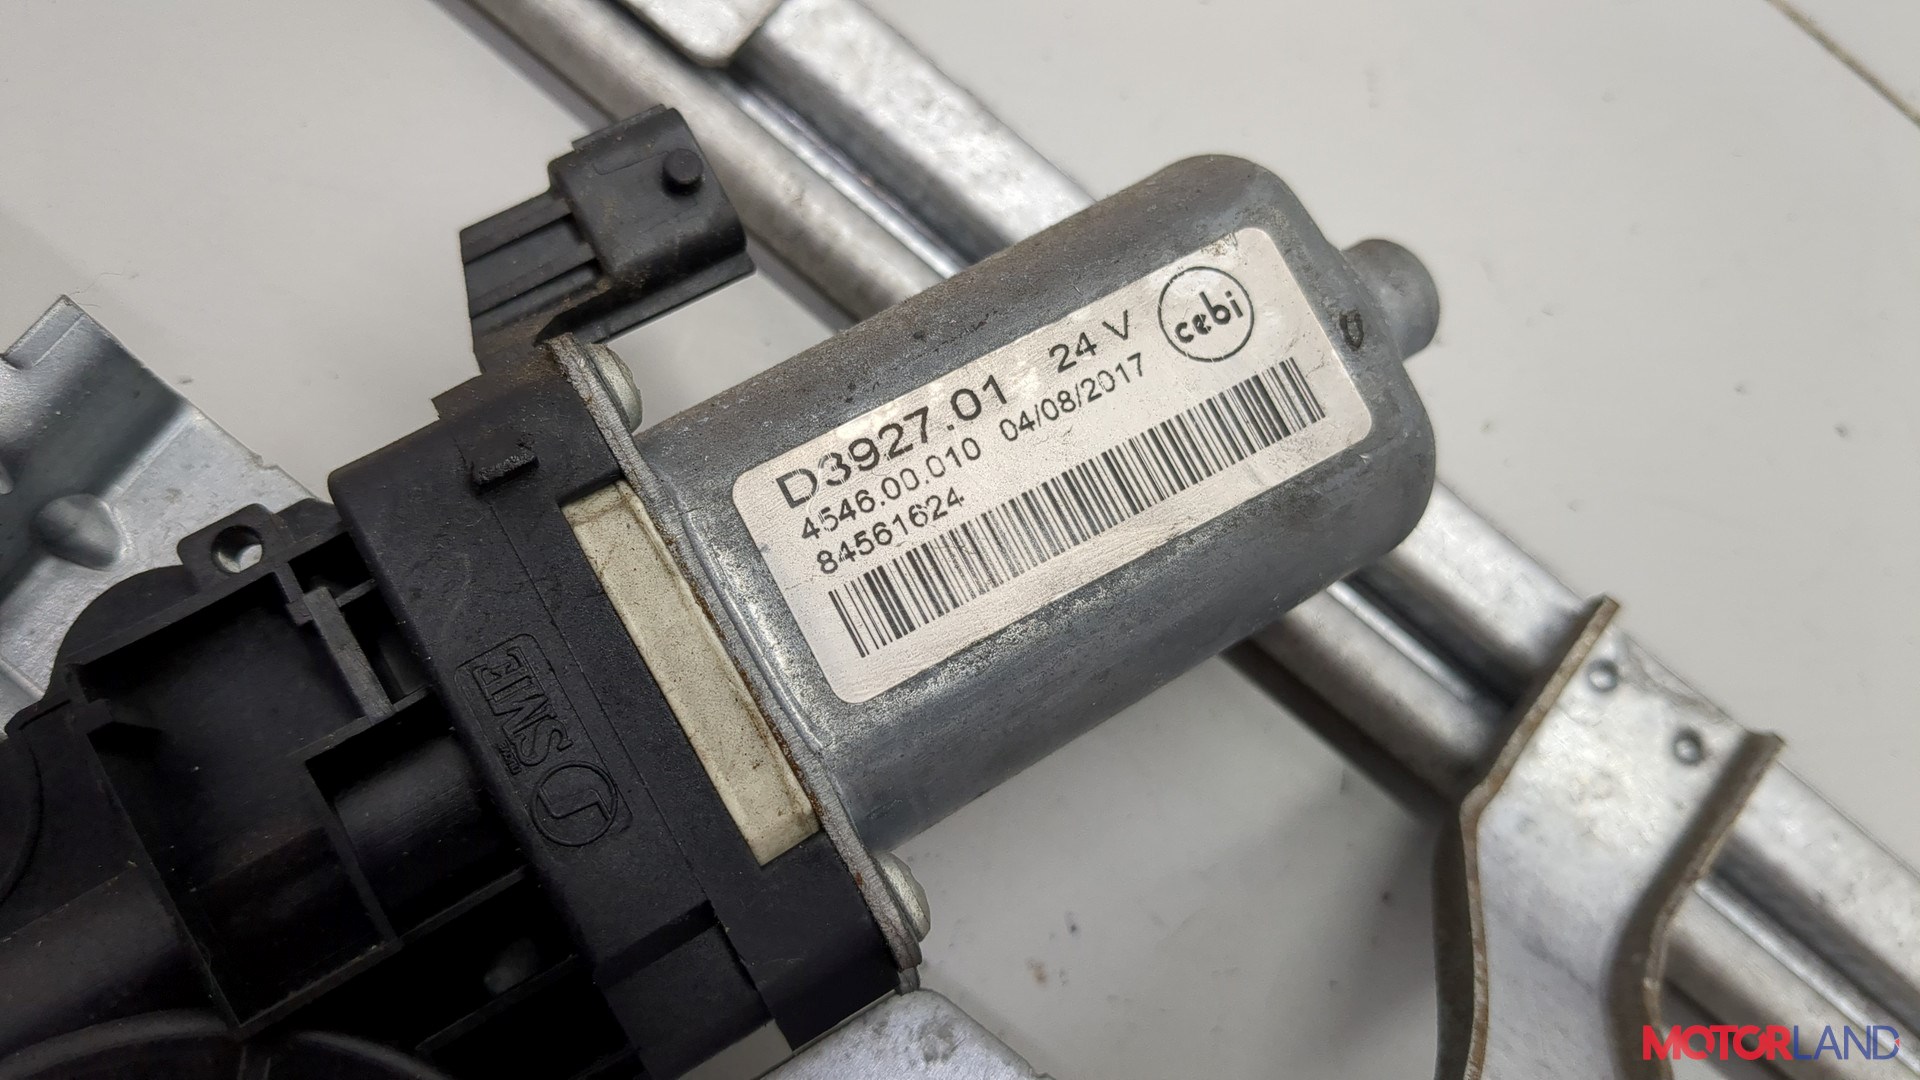 D3927.01 24 V cebi
4546.00.010 04/08/2017
84561624
SME
MOTORLAND